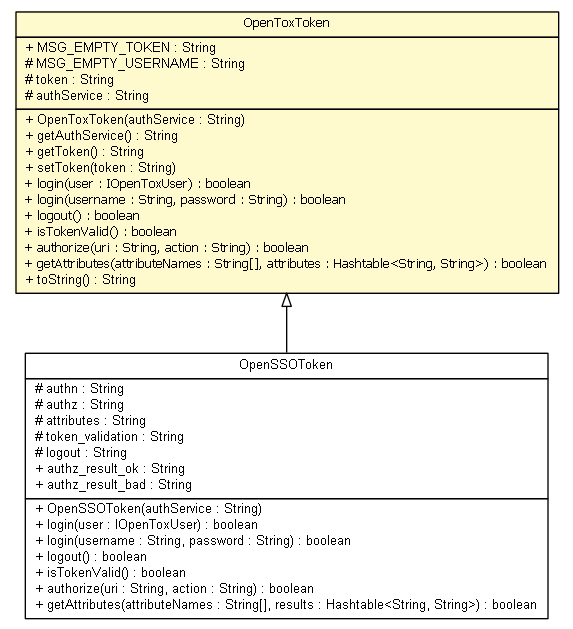 OpenToxToken
+ MSG_EMPTY_TOKEN : String
# MSG_EMPTY_USERNAME : String
# token : String
# authService : String
+ OpenToxToken(authService : String)
+ getAuthService() : String
+ getToken() : String
+ setToken(token : String)
+ login(user : IOpenToxUser) : boolean
+ login(username : String, password : String) : boolean
+ logout() : boolean
+ isTokenValid() : boolean
+ authorize(uri : String, action : String) : boolean
+ getAttributes(attributeNames : String[], attributes : Hashtable<String, String>) : boolean
+ toString() : String
OpenSSOToken
# authn : String
# authz : String
# attributes : String
# token_validation : String
# logout : String
+ authz_result_ok : String
+ authz_result_bad : String
+ OpenSSOToken(authService : String)
+ login(user : IOpenToxUser) : boolean
+ login(username : String, password : String) : boolean
+ logout() : boolean
+ isTokenValid() : boolean
+ authorize(uri : String, action : String) : boolean
+ getAttributes(attributeNames : String[], results : Hashtable<String, String>) : boolean